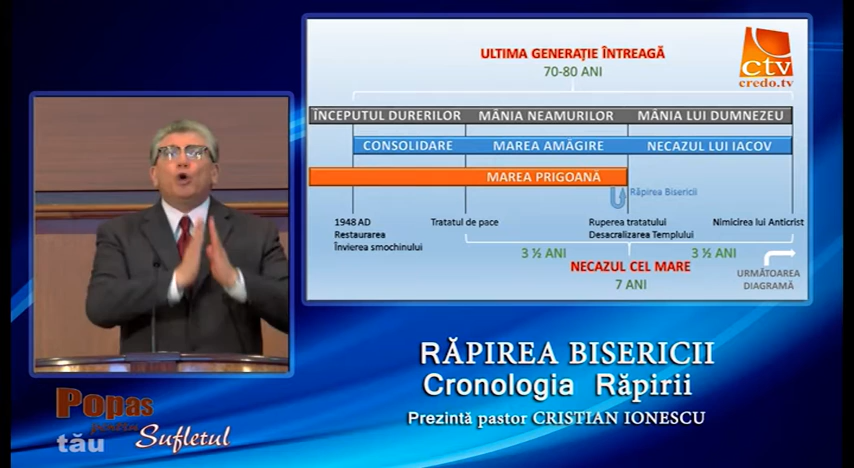 ULTIMA GENERAȚIE ÎNTREAGĂ
70-80 ANI
ctv
credo.tv
ÎNCEPUTUL DURERILOR MÂNIA NEAMURILOR MÂNIA LUI DUMNEZEU
CONSOLIDARE MAREA AMĂGIRE NECAZUL LUI IACOV
MAREA PRIGOANĂ
Răpirea Bisericii
1948 AD Tratatul de pace Ruperea tratatului Nimicirea lui Anticrist
Restaurarea Desacralizarea Templului
Învierea smochinului
3 ½ ANI 3 ½ ANI
NECAZUL CEL MARE
7 ANI
URMĂTOAREA
DIAGRAMĂ
RĂPIREA BISERICII
Cronologia Răpirii
Prezintă pastor CRISTIAN IONESCU
Popas
pentru
tău Sufletul